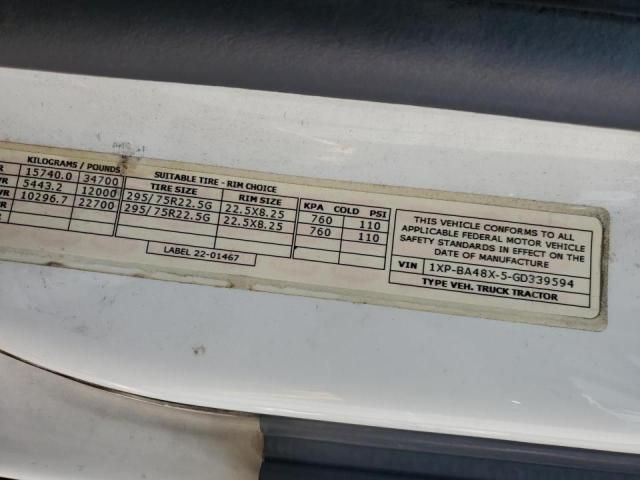 KILOGRAMS / POUNDS
15740.0 34700
5443.2 12000
10296.7 22700
SUITABLE TIRE - RIM CHOICE
TIRE SIZE RIM SIZE
295/75R22.5G 22.5X8.25
295/75R22.5G 22.5X8.25
KPA COLD PSI
760 110
760 110
LABEL 22-01467
THIS VEHICLE CONFORMS TO ALL
APPLICABLE FEDERAL MOTOR VEHICLE
SAFETY STANDARDS IN EFFECT ON THE
DATE OF MANUFACTURE
VIN 1XP-BA48X-5-GD339594
TYPE VEH. TRUCK TRACTOR